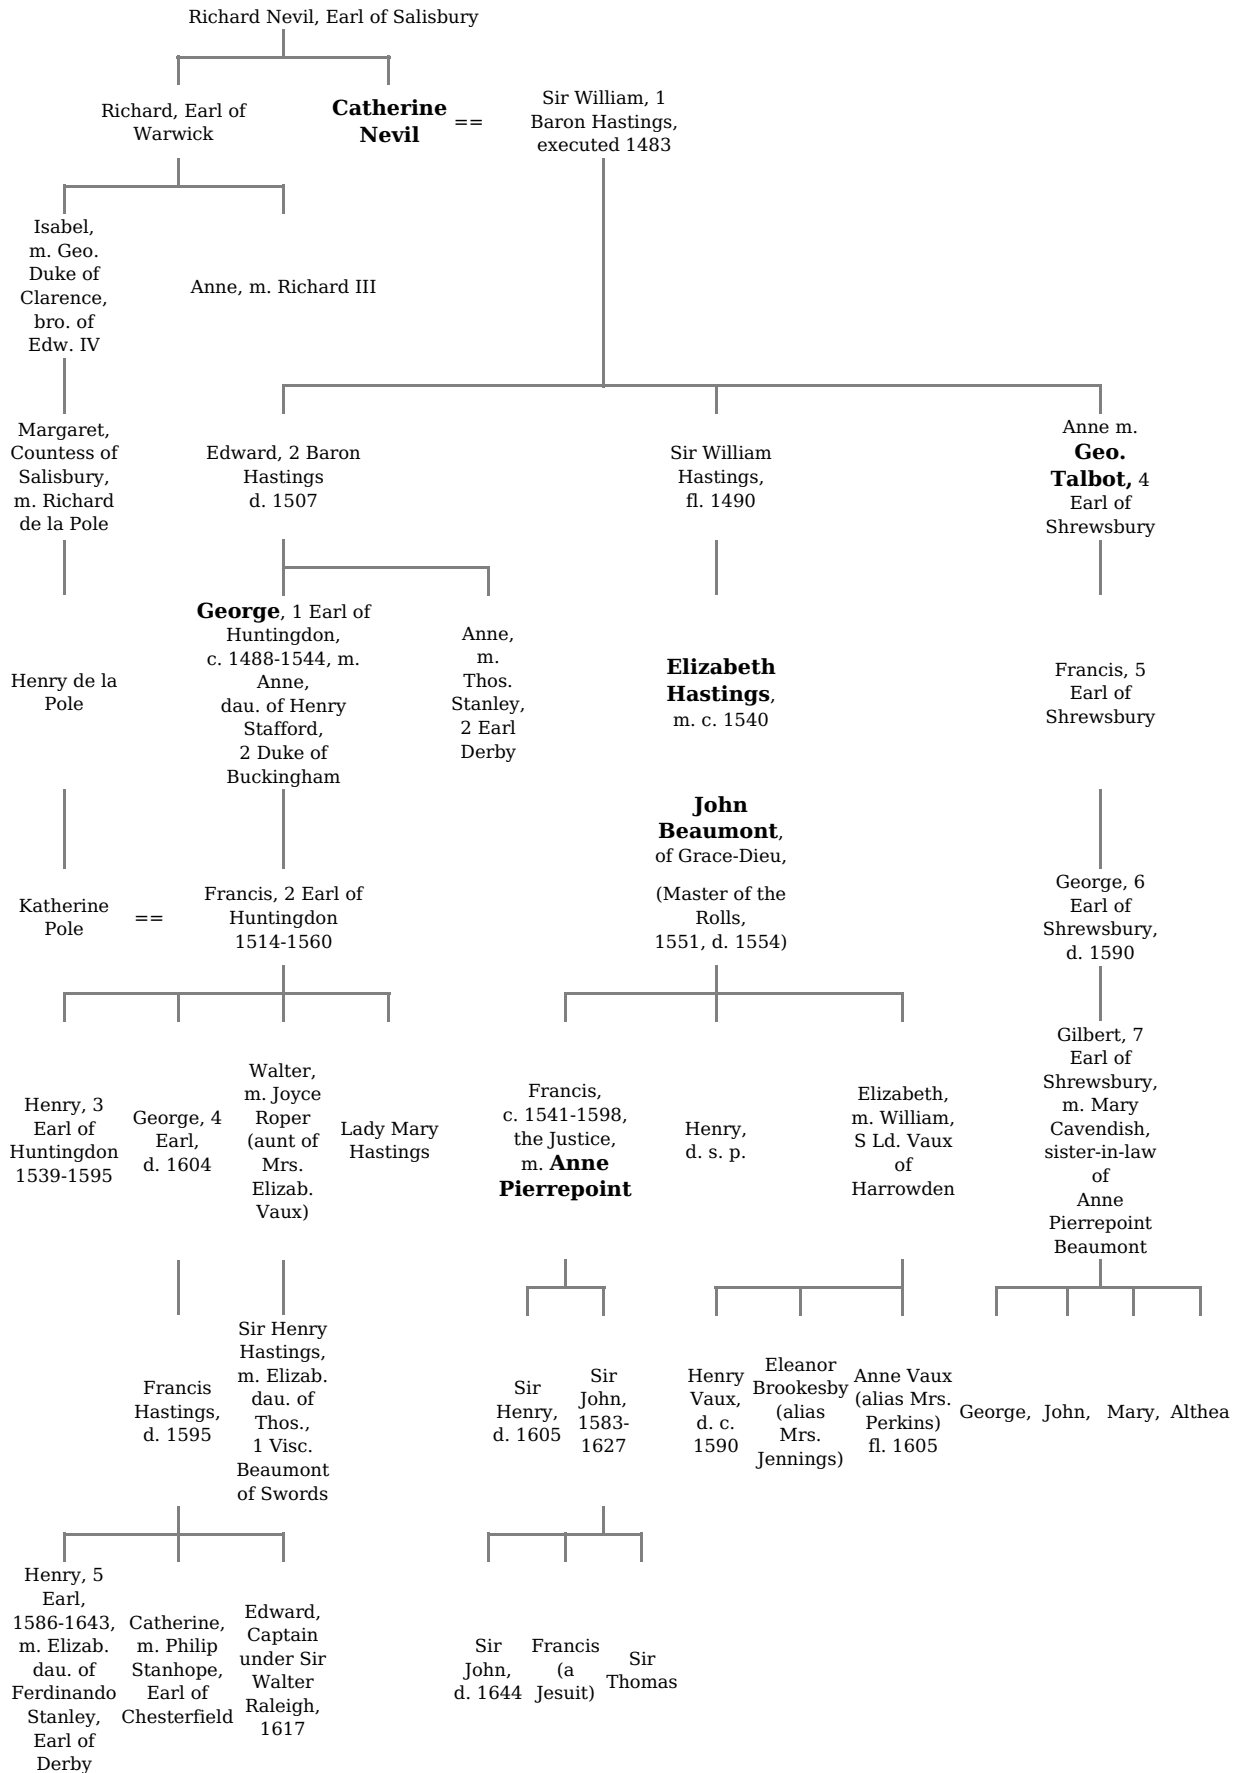 Richard Nevil, Earl of Salisbury
Richard, Earl of
Warwick
Catherine
Nevil
==
Sir William, 1
Baron Hastings,
executed 1483
Isabel,
m. Geo.
Duke of
Clarence,
bro. of
Edw. IV
Anne, m. Richard III
Margaret,
Countess of
Salisbury,
m. Richard
de la Pole
Edward, 2 Baron
Hastings
d. 1507
Sir William
Hastings,
fl. 1490
Anne m.
Geo.
Talbot, 4
Earl of
Shrewsbury
Henry de la
Pole
George, 1 Earl of
Huntingdon,
c. 1488-1544, m.
Anne,
dau. of Henry
Stafford,
2 Duke of
Buckingham
Anne,
m.
Thos.
Stanley,
2 Earl
Derby
Elizabeth
Hastings,
m. c. 1540
Francis, 5
Earl of
Shrewsbury
John
Beaumont,
of Grace-Dieu,
(Master of the
Rolls,
1551, d. 1554)
Katherine
Pole
==
Francis, 2 Earl of
Huntingdon
1514-1560
George, 6
Earl of
Shrewsbury,
d. 1590
Henry, 3
Earl of
Huntingdon
1539-1595
George, 4
Earl,
d. 1604
Walter,
m. Joyce
Roper
(aunt of
Mrs.
Elizab.
Vaux)
Lady Mary
Hastings
Francis,
c. 1541-1598,
the Justice,
m. Anne
Pierrepoint
Henry,
d. s. p.
Elizabeth,
m. William,
S Ld. Vaux
of
Harrowden
Gilbert, 7
Earl of
Shrewsbury,
m. Mary
Cavendish,
sister-in-law
of
Anne
Pierrepoint
Beaumont
Francis
Hastings,
d. 1595
Sir Henry
Hastings,
m. Elizab.
dau. of
Thos.,
1 Visc.
Beaumont
of Swords
Sir
Henry,
d. 1605
Sir
John,
1583-
1627
Henry
Vaux,
d. c.
1590
Eleanor
Brookesby
(alias
Mrs.
Jennings)
Anne Vaux
(alias Mrs.
Perkins)
fl. 1605
George,
John,
Mary,
Althea
Henry, 5
Earl,
1586-1643,
m. Elizab.
dau. of
Ferdinando
Stanley,
Earl of
Derby
Catherine,
m. Philip
Stanhope,
Earl of
Chesterfield
Edward,
Captain
under Sir
Walter
Raleigh,
1617
Sir
John,
d. 1644
Francis
(a
Jesuit)
Sir
Thomas